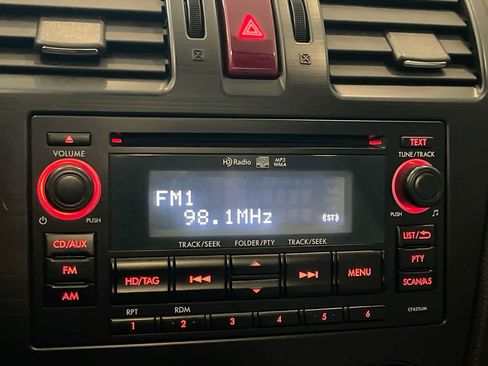 TEXT
VOLUME
HD Radio
MP3
WMA
TUNE/TRACK
FM1
98.1MHz
(ST)
PUSH
PUSH
CD/AUX
TRACK/SEEK
FOLDER/PTY
TRACK/SEEK
LIST/
FM
HD/TAG
MENU
PTY
AM
SCAN/AS
RPT
RDM
1
2
3
4
5
6
CF625UM